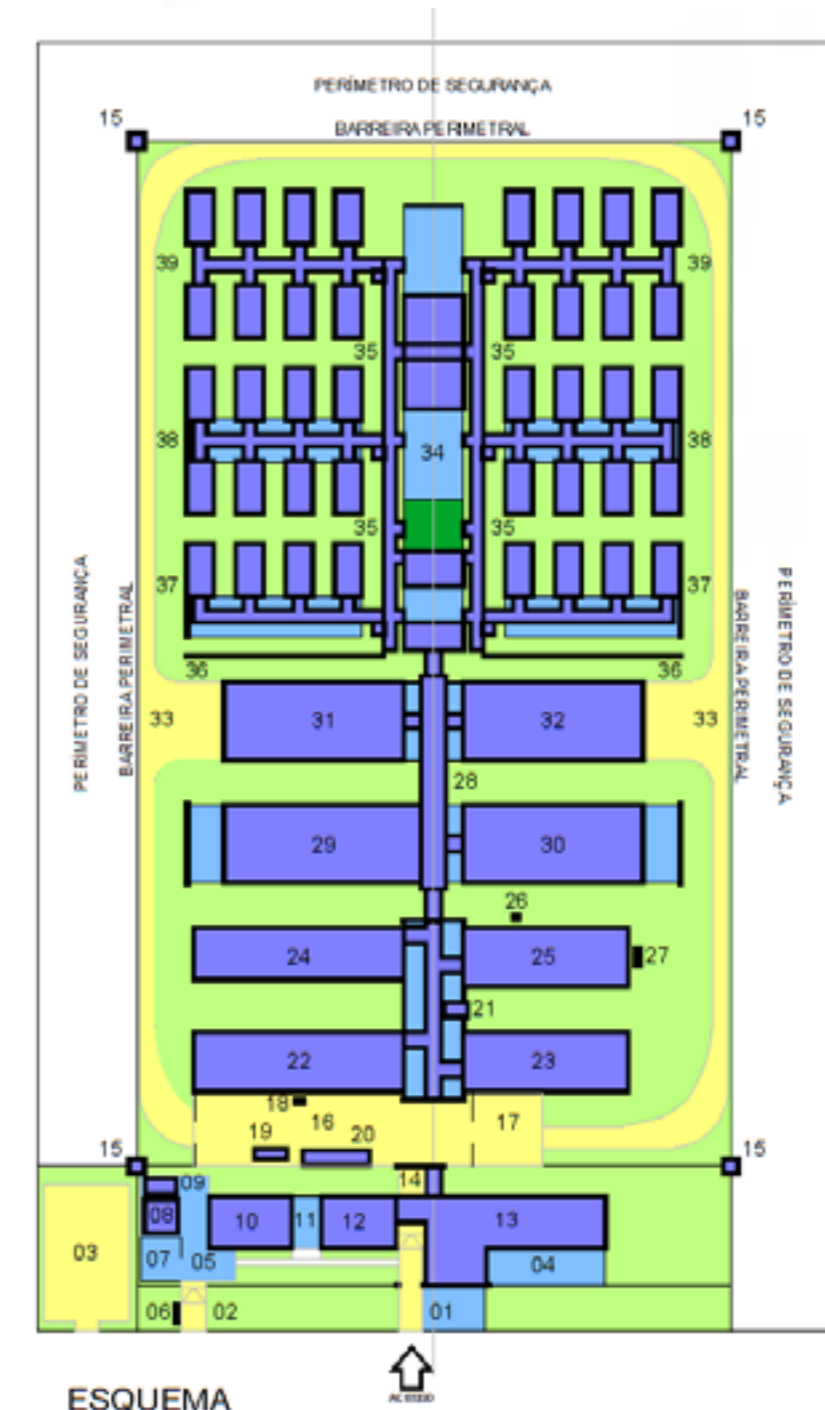 PERÍMETRO DE SEGURANÇA
15 15
BARREIRA PERIMETRAL
39 39
35 35
38 34 38
35 35
37 37
PERÍMETRO DE SEGURANÇA
BARREIRA PERIMETRAL
BARREIRA PERIMETRAL
PERÍMETRO DE SEGURANÇA
36 36
33 31 32 33
28
29 30
26
24 25 27
21
22 23
18 16 17
19 20
15 15
09 14
08 10 11 12 13
03 07 05 04
06 02 01
ACESSO
ESQUEMA